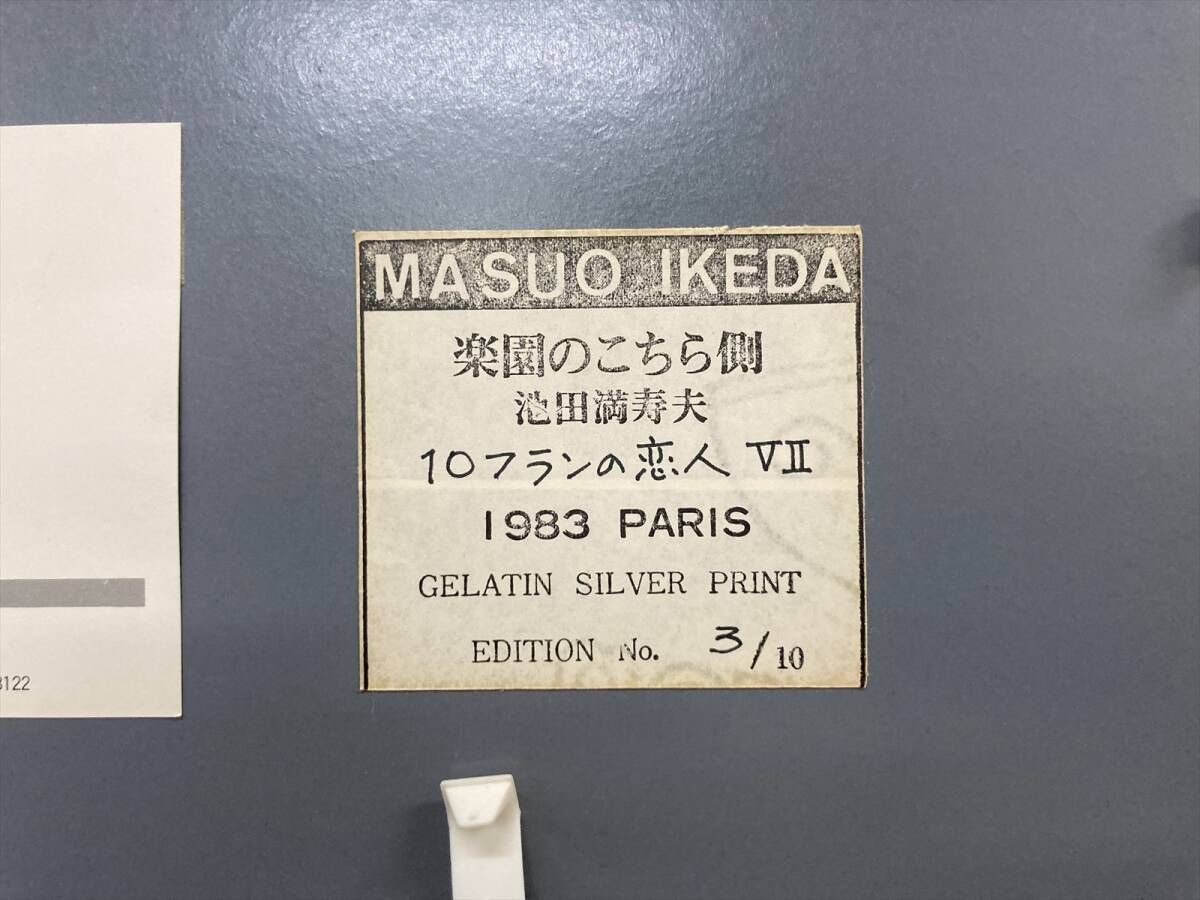 MASUO IKEDA
楽園のこちら側
池田満寿夫
10フランの恋人 VII
1983 PARIS
GELATIN SILVER PRINT
EDITION No. 3/10
3122